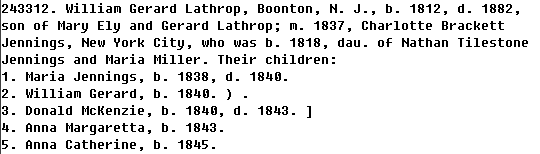 243312. William Gerard Lathrop, Boonton, N. J., b. 1812, d. 1882,
son of Mary Ely and Gerard Lathrop; m. 1837, Charlotte Brackett
Jennings, New York City, who was b. 1818, dau. of Nathan Tilestone
Jennings and Maria Miller. Their children:
1. Maria Jennings, b. 1838, d. 1840.
2. William Gerard, b. 1840. ) .
3. Donald McKenzie, b. 1840, d. 1843. ]
4. Anna Margaretta, b. 1843.
5. Anna Catherine, b. 1845.